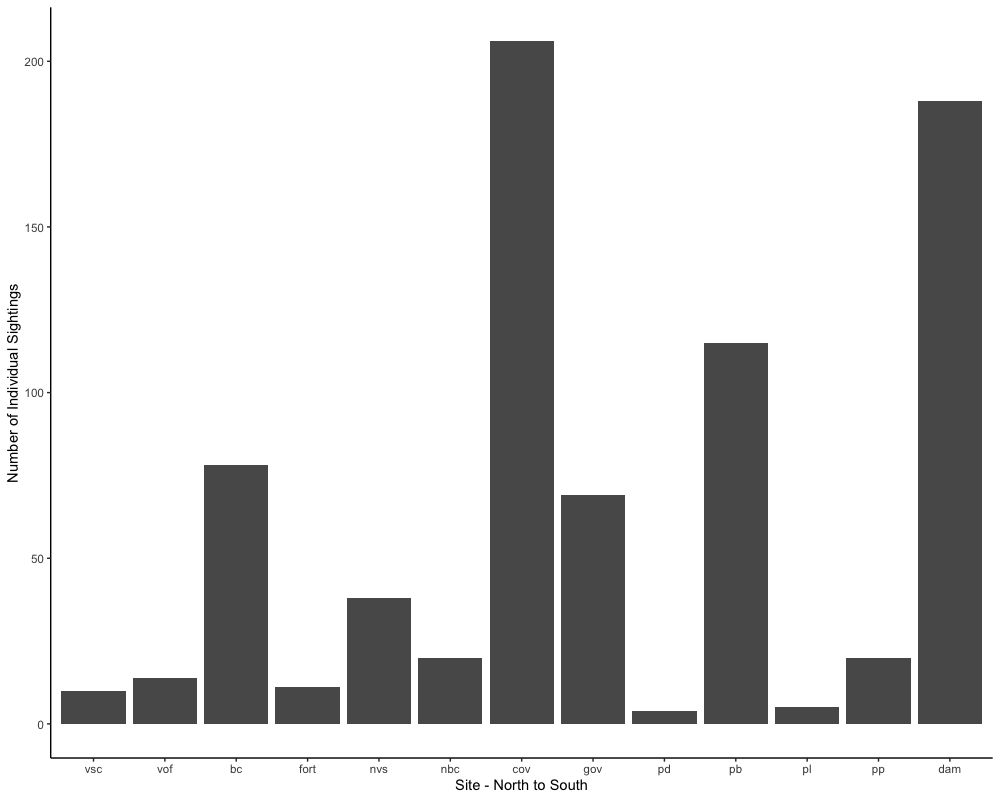 Number of Individual Sightings
200
150
100
50
0
vsc vof bc fort nvs nbc cov gov pd pb pl pp dam
Site - North to South